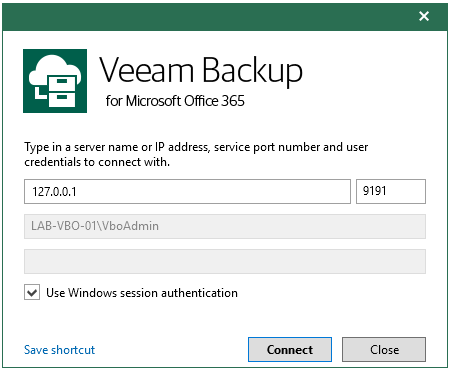 Veeam Backup
for Microsoft Office 365
Type in a server name or IP address, service port number and user
credentials to connect with.
127.0.0.1 9191
LAB-VBO-01\VboAdmin
Use Windows session authentication
Save shortcut Connect Close